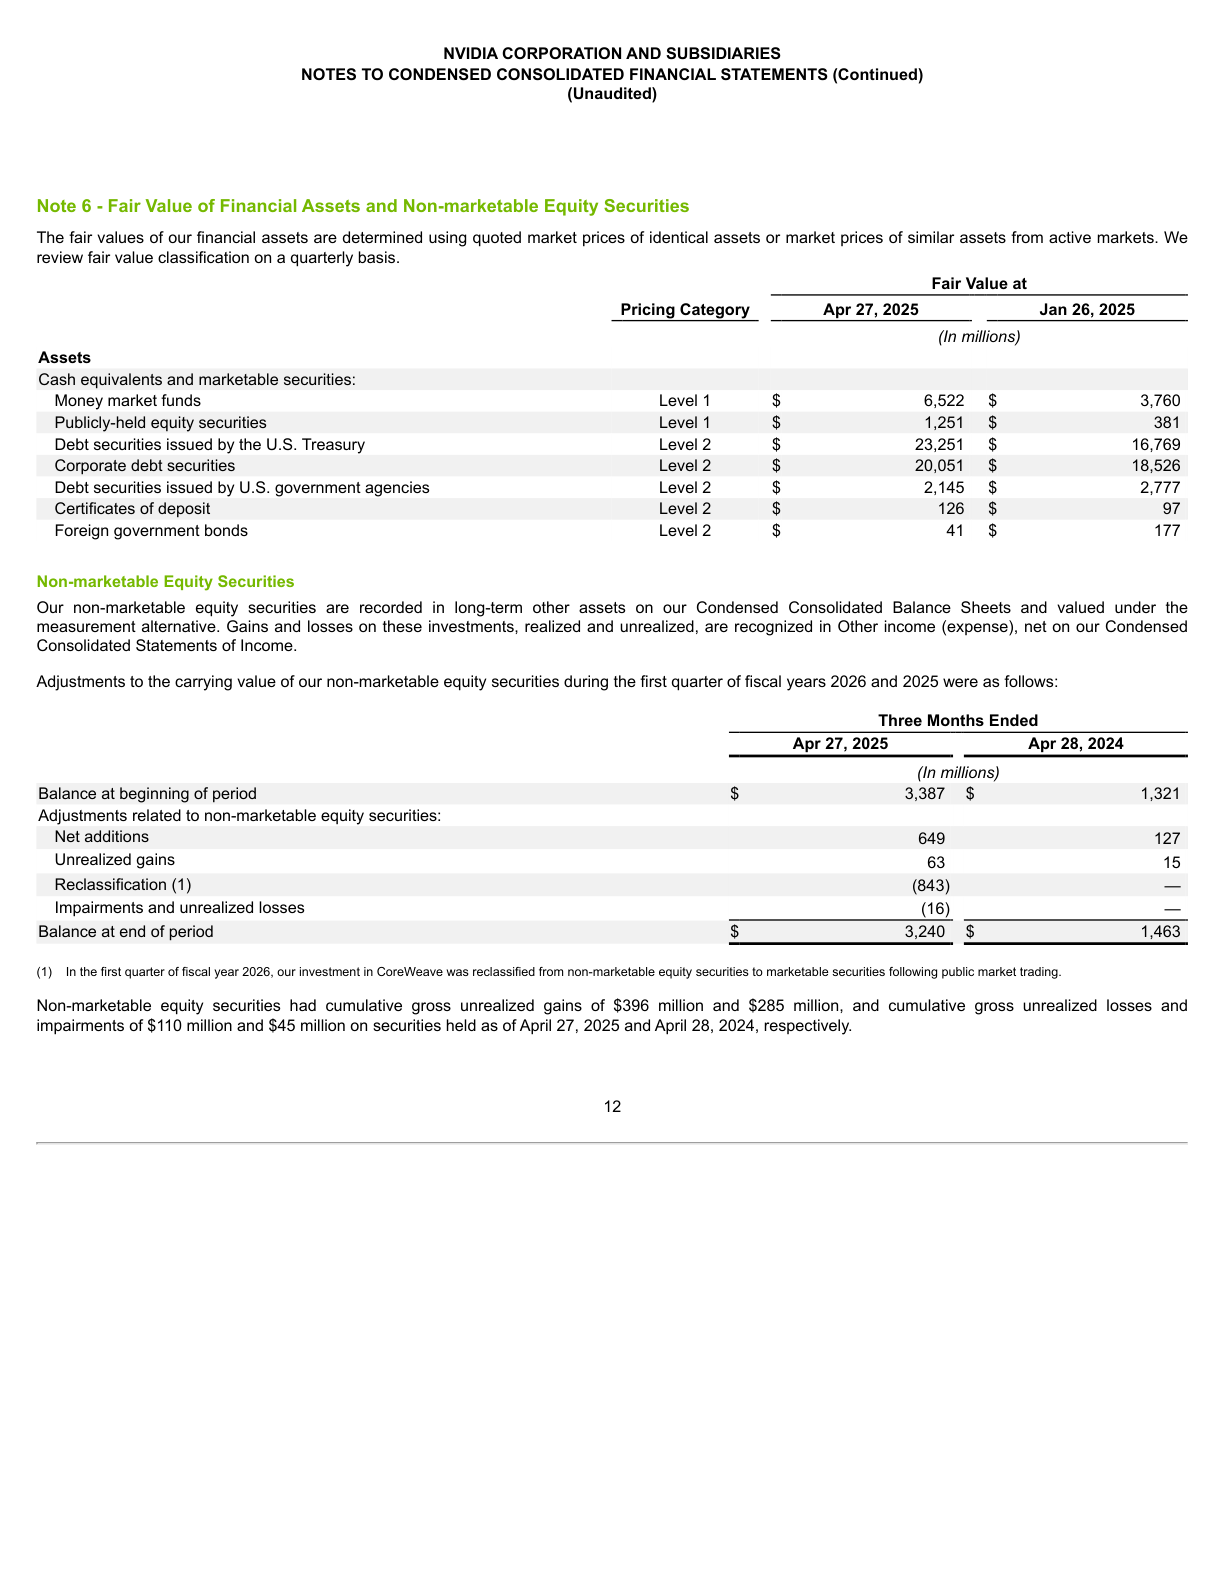 NVIDIA CORPORATION AND SUBSIDIARIES
NOTES TO CONDENSED CONSOLIDATED FINANCIAL STATEMENTS (Continued)
(Unaudited)
Note 6 - Fair Value of Financial Assets and Non-marketable Equity Securities
The fair values of our financial assets are determined using quoted market prices of identical assets or market prices of similar assets from active markets. We
review fair value classification on a quarterly basis.
Fair Value at
Pricing Category Apr 27, 2025 Jan 26, 2025
(In millions)
Assets
Cash equivalents and marketable securities:
Money market funds Level 1 $ 6,522 $ 3,760
Publicly-held equity securities Level 1 $ 1,251 $ 381
Debt securities issued by the U.S. Treasury Level 2 $ 23,251 $ 16,769
Corporate debt securities Level 2 $ 20,051 $ 18,526
Debt securities issued by U.S. government agencies Level 2 $ 2,145 $ 2,777
Certificates of deposit Level 2 $ 126 $ 97
Foreign government bonds Level 2 $ 41 $ 177
Non-marketable Equity Securities
Our non-marketable equity securities are recorded in long-term other assets on our Condensed Consolidated Balance Sheets and valued under the
measurement alternative. Gains and losses on these investments, realized and unrealized, are recognized in Other income (expense), net on our Condensed
Consolidated Statements of Income.
Adjustments to the carrying value of our non-marketable equity securities during the first quarter of fiscal years 2026 and 2025 were as follows:
Three Months Ended
Apr 27, 2025 Apr 28, 2024
(In millions)
Balance at beginning of period $ 3,387 $ 1,321
Adjustments related to non-marketable equity securities:
Net additions 649 127
Unrealized gains 63 15
Reclassification (1) (843) —
Impairments and unrealized losses (16) —
Balance at end of period $ 3,240 $ 1,463
(1) In the first quarter of fiscal year 2026, our investment in CoreWeave was reclassified from non-marketable equity securities to marketable securities following public market trading.
Non-marketable equity securities had cumulative gross unrealized gains of $396 million and $285 million, and cumulative gross unrealized losses and
impairments of $110 million and $45 million on securities held as of April 27, 2025 and April 28, 2024, respectively.
12